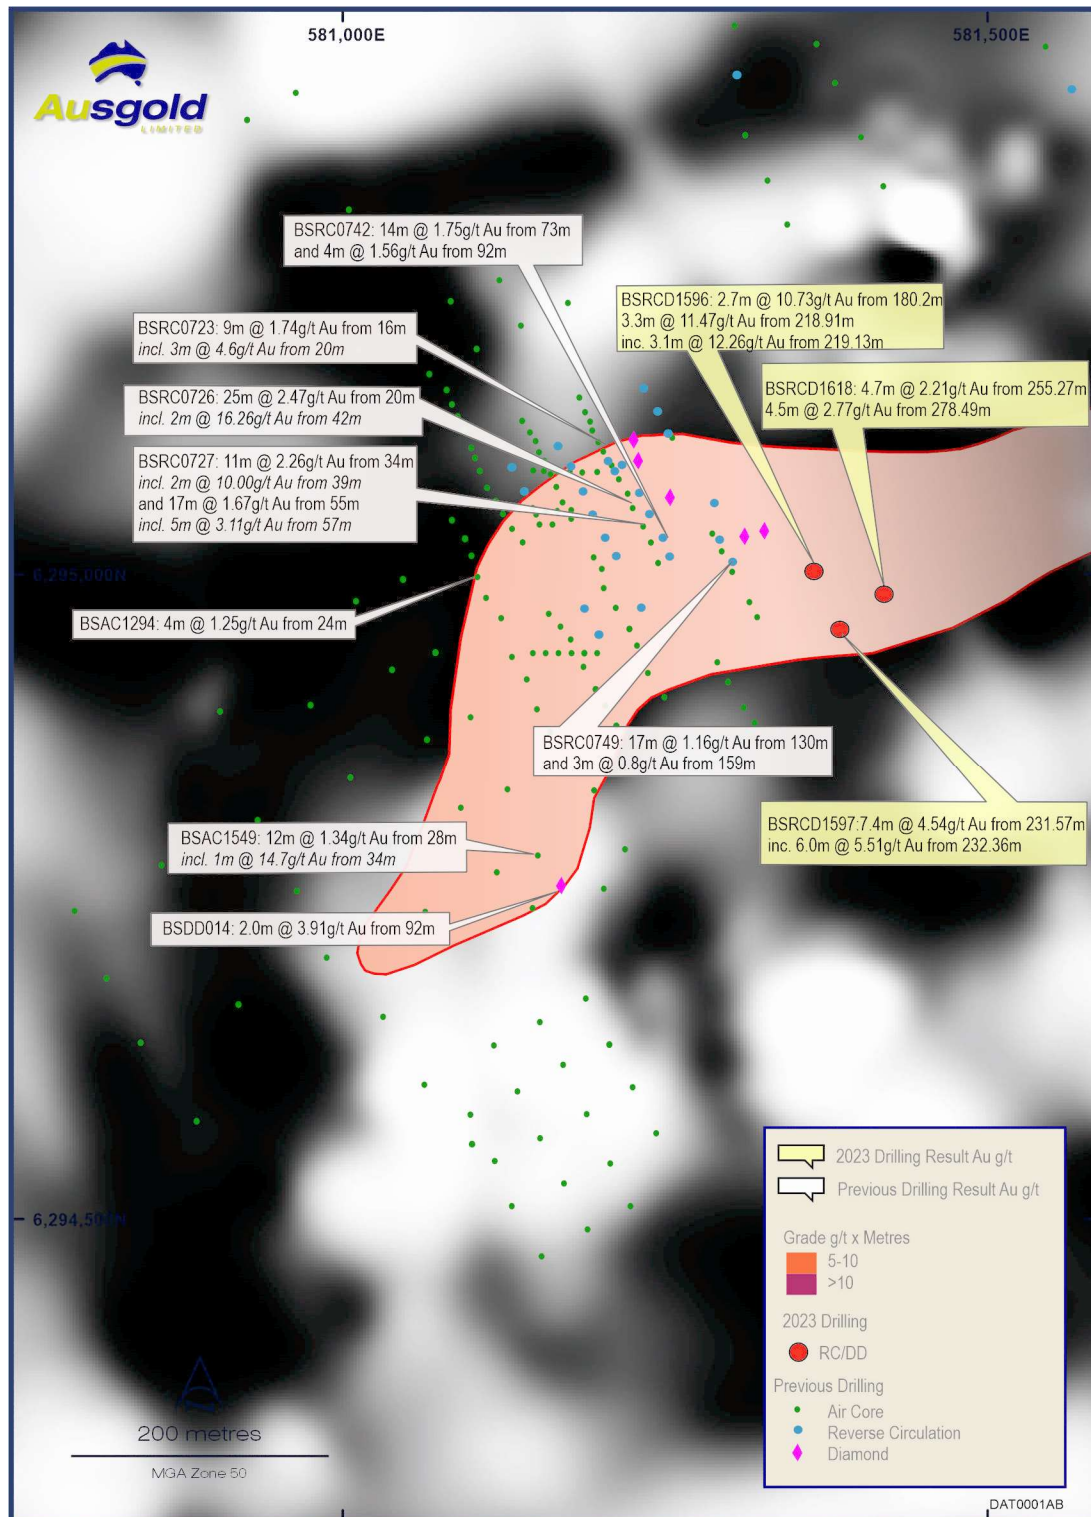 581,000E
581,500E
Ausgold
LIMITED
BSRC0742: 14m @ 1.75g/t Au from 73m
and 4m @ 1.56g/t Au from 92m
BSRCD1596: 2.7m @ 10.73g/t Au from 180.2m
3.3m @ 11.47g/t Au from 218.91m
inc. 3.1m @ 12.26g/t Au from 219.13m
BSRC0723: 9m @ 1.74g/t Au from 16m
incl. 3m @ 4.6g/t Au from 20m
BSRCD1618: 4.7m @ 2.21g/t Au from 255.27m
4.5m @ 2.77g/t Au from 278.49m
BSRC0726: 25m @ 2.47g/t Au from 20m
incl. 2m @ 16.26g/t Au from 42m
BSRC0727: 11m @ 2.26g/t Au from 34m
incl. 2m @ 10.00g/t Au from 39m
and 17m @ 1.67g/t Au from 55m
incl. 5m @ 3.11g/t Au from 57m
6,295,000N
BSAC1294: 4m @ 1.25g/t Au from 24m
BSRC0749: 17m @ 1.16g/t Au from 130m
and 3m @ 0.8g/t Au from 159m
BSRCD1597:7.4m @ 4.54g/t Au from 231.57m
inc. 6.0m @ 5.51g/t Au from 232.36m
BSAC1549: 12m @ 1.34g/t Au from 28m
incl. 1m @ 14.7g/t Au from 34m
BSDD014: 2.0m @ 3.91g/t Au from 92m
6,294,500N
2023 Drilling Result Au g/t
Previous Drilling Result Au g/t
Grade g/t x Metres
5-10
>10
2023 Drilling
RC/DD
Previous Drilling
Air Core
Reverse Circulation
Diamond
200 metres
MGA Zone 50
DAT0001AB